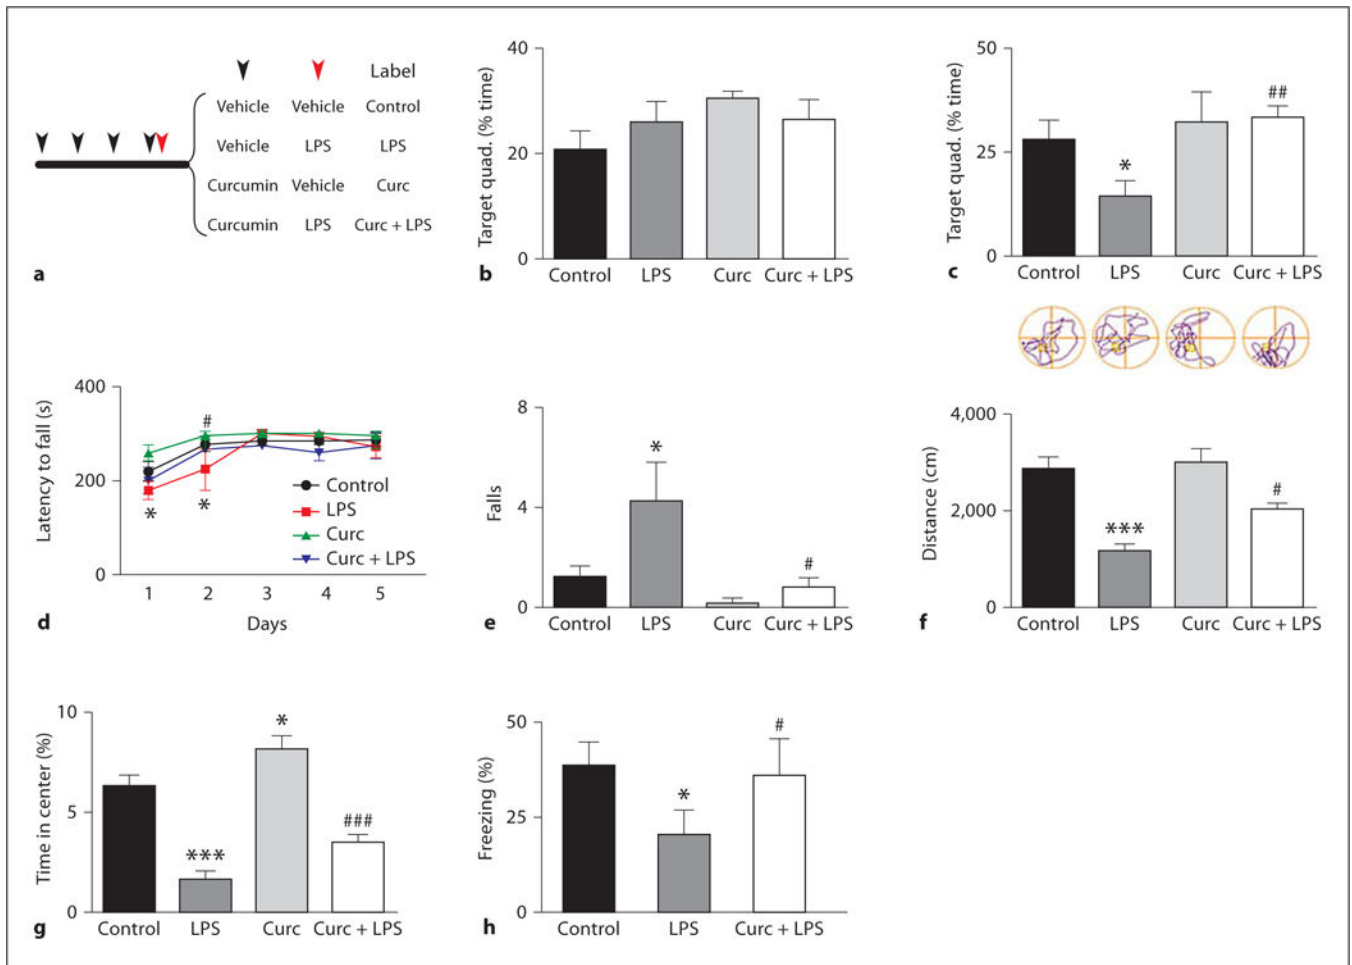 Label
Vehicle Vehicle Control
Vehicle LPS LPS
Curcumin Vehicle Curc
Curcumin LPS Curc + LPS
a
40
20
0
Target quad. (% time)
Control LPS Curc Curc + LPS
b
50
25
0
Target quad. (% time)
*
##
Control LPS Curc Curc + LPS
c
400
200
0
Latency to fall (s)
#
* *
Control
LPS
Curc
Curc + LPS
1 2 3 4 5
Days
d
8
4
0
Falls
*
#
Control LPS Curc Curc + LPS
e
4,000
2,000
0
Distance (cm)
***
#
Control LPS Curc Curc + LPS
f
10
5
0
Time in center (%)
***
*
###
Control LPS Curc Curc + LPS
g
50
25
0
Freezing (%)
*
#
Control LPS Curc + LPS
h